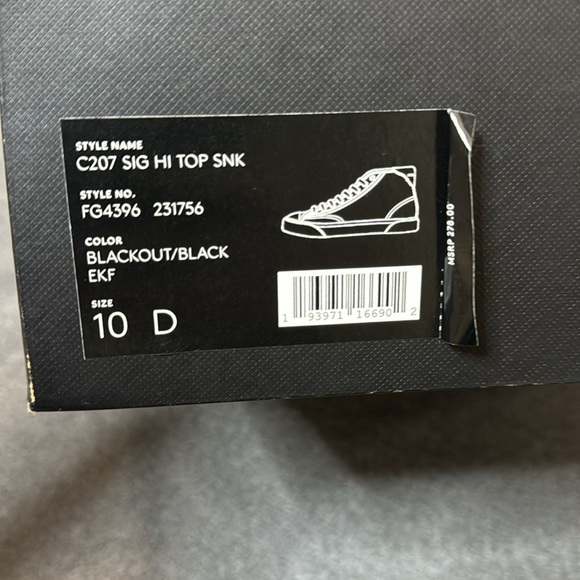 STYLE NAME
C207 SIG HI TOP SNK
STYLE NO.
FG4396 231756
COLOR
BLACKOUT/BLACK
EKF
SIZE
10 D
1 93971 16690 2
MSRP 278.00